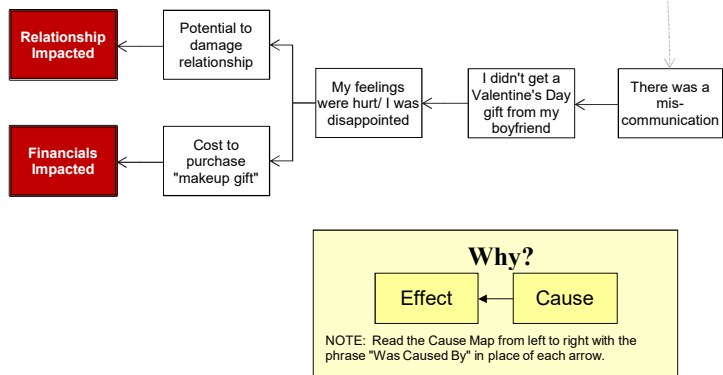 Relationship
Impacted
Potential to
damage
relationship
My feelings
were hurt/ I was
disappointed
I didn't get a
Valentine's Day
gift from my
boyfriend
There was a
mis-
communication
Financials
Impacted
Cost to
purchase
"makeup gift"
Why?
Effect
Cause
NOTE: Read the Cause Map from left to right with the
phrase "Was Caused By" in place of each arrow.